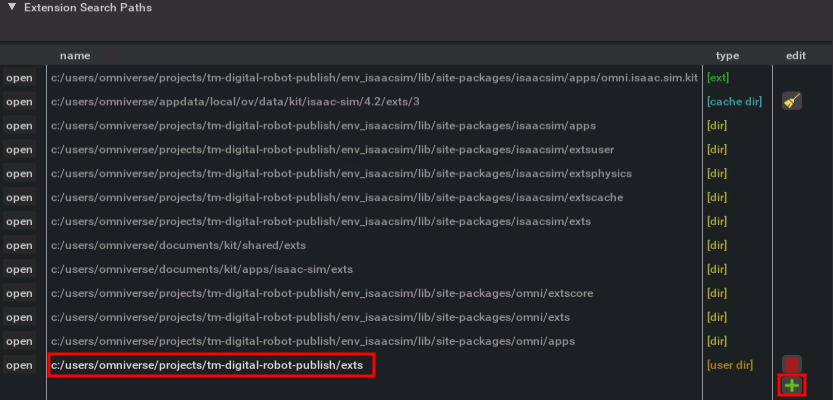 Extension Search Paths
name type edit
open c:/users/omniverse/projects/tm-digital-robot-publish/env_isaacsim/lib/site-packages/isaacsim/apps/omni.isaac.sim.kit [ext]
open c:/users/omniverse/appdata/local/ov/data/kit/isaac-sim/4.2/exts/3 [cache dir]
open c:/users/omniverse/projects/tm-digital-robot-publish/env_isaacsim/lib/site-packages/isaacsim/apps [dir]
open c:/users/omniverse/projects/tm-digital-robot-publish/env_isaacsim/lib/site-packages/isaacsim/extsuser [dir]
open c:/users/omniverse/projects/tm-digital-robot-publish/env_isaacsim/lib/site-packages/isaacsim/extsphysics [dir]
open c:/users/omniverse/projects/tm-digital-robot-publish/env_isaacsim/lib/site-packages/isaacsim/extscache [dir]
open c:/users/omniverse/projects/tm-digital-robot-publish/env_isaacsim/lib/site-packages/isaacsim/exts [dir]
open c:/users/omniverse/documents/kit/shared/exts [dir]
open c:/users/omniverse/documents/kit/apps/isaac-sim/exts [dir]
open c:/users/omniverse/projects/tm-digital-robot-publish/env_isaacsim/lib/site-packages/omni/extscore [dir]
open c:/users/omniverse/projects/tm-digital-robot-publish/env_isaacsim/lib/site-packages/omni/exts [dir]
open c:/users/omniverse/projects/tm-digital-robot-publish/env_isaacsim/lib/site-packages/omni/apps [dir]
open c:/users/omniverse/projects/tm-digital-robot-publish/exts [user dir]